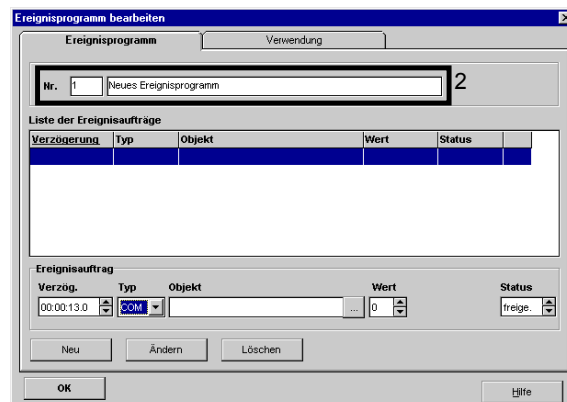 Ereignisprogramm bearbeiten
Ereignisprogramm Verwendung
Nr. 1 Neues Ereignisprogramm 2
Liste der Ereignisaufträge
Verzögerung Typ Objekt Wert Status
Ereignisauftrag
Verzög. Typ Objekt Wert Status
00:00:13.0 COM ... 0 freige.
Neu Ändern Löschen
OK Hilfe